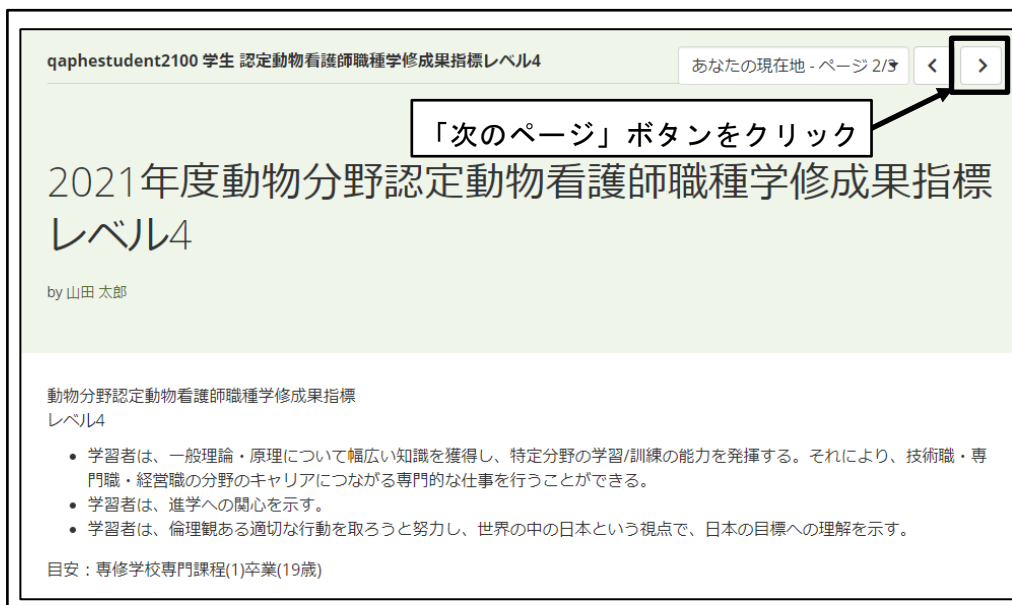 qaphestudent2100 学生 認定動物看護師職種学修成果指標レベル4
あなたの現在地 - ページ 2/3
「次のページ」ボタンをクリック
2021年度動物分野認定動物看護師職種学修成果指標
レベル4
by 山田 太郎
動物分野認定動物看護師職種学修成果指標
レベル4
• 学習者は、一般理論・原理について幅広い知識を獲得し、特定分野の学習/訓練の能力を発揮する。それにより、技術職・専
門職・経営職の分野のキャリアにつながる専門的な仕事を行うことができる。
• 学習者は、進学への関心を示す。
• 学習者は、倫理観ある適切な行動を取ろうと努力し、世界の中の日本という視点で、日本の目標への理解を示す。
目安：専修学校専門課程(1)卒業(19歳)